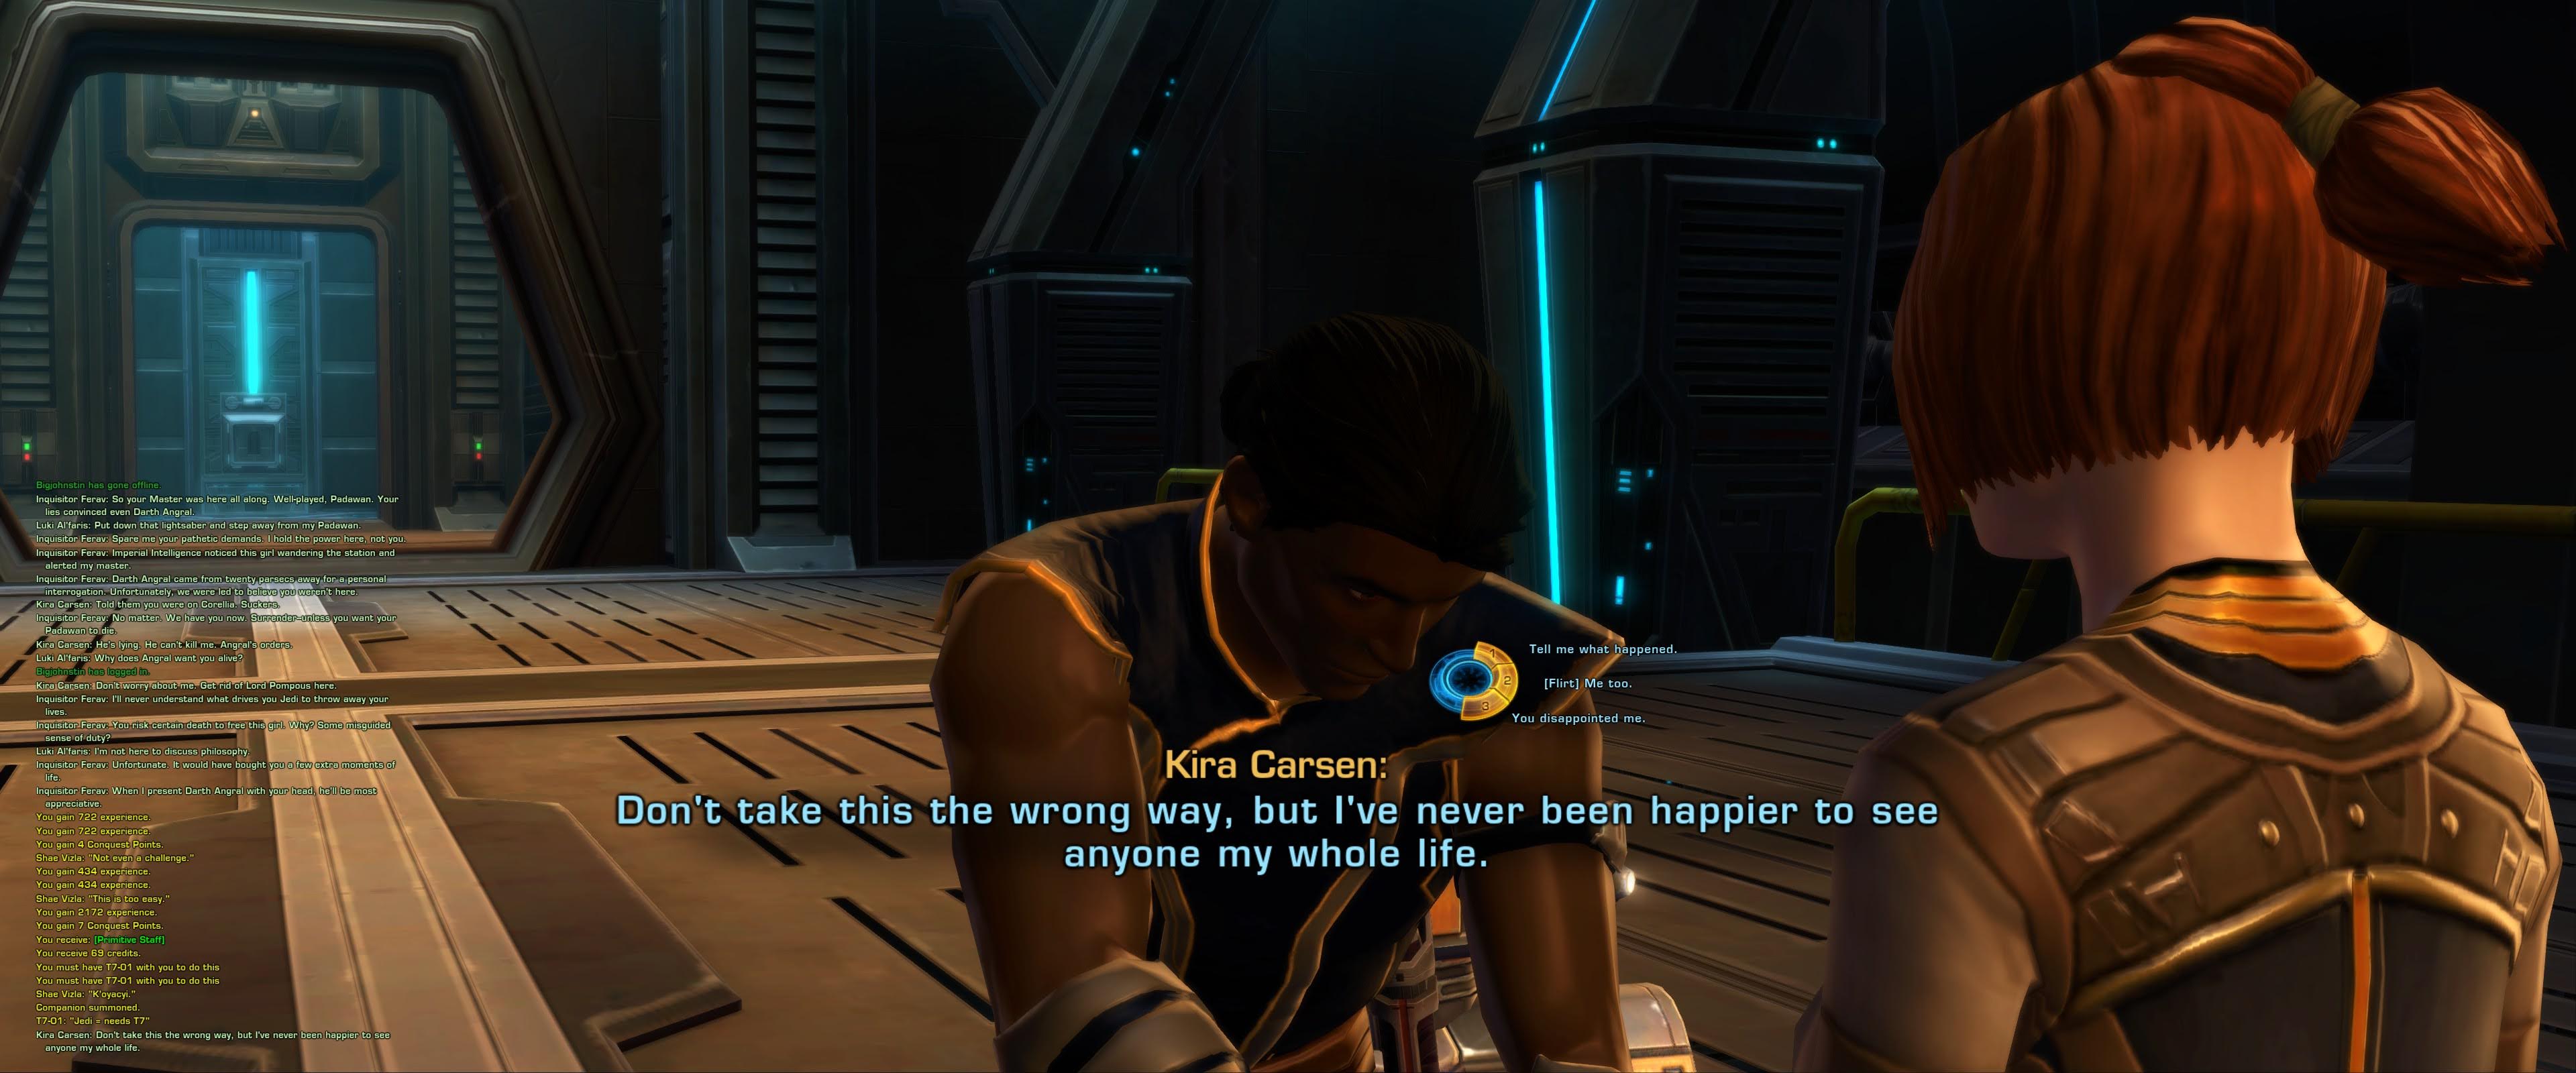 Bigjohnstin has gone offline.
Inquisitor Ferav: So your Master was here all along. Well-played, Padawan. Your
lies convinced even Darth Angral.
Luki Al'faris: Put down that lightsaber and step away from my Padawan.
Inquisitor Ferav: Spare me your pathetic demands. I hold the power here, not you.
Inquisitor Ferav: Imperial Intelligence noticed this girl wandering the station and
alerted my master.
Inquisitor Ferav: Darth Angral came from twenty parsecs away for a personal
interrogation. Unfortunately, we were led to believe you weren't here.
Kira Carsen: Told them you were on Corellia. Suckers.
Inquisitor Ferav: No matter. We have you now. Surrender–unless you want your
Padawan to die.
Kira Carsen: He's lying. He can't kill me. Angral's orders.
Luki Al'faris: Why does Angral want you alive?
Bigjohnstin has logged in.
Kira Carsen: Don't worry about me. Get rid of Lord Pompous here.
Inquisitor Ferav: I'll never understand what drives you Jedi to throw away your
lives.
Inquisitor Ferav: You risk certain death to free this girl. Why? Some misguided
sense of duty?
Luki Al'faris: I'm not here to discuss philosophy.
Inquisitor Ferav: Unfortunate. It would have bought you a few extra moments of
life.
Inquisitor Ferav: When I present Darth Angral with your head, he'll be most
appreciative.
You gain 722 experience.
You gain 722 experience.
You gain 4 Conquest Points.
Shae Vizla: "Not even a challenge."
You gain 434 experience.
You gain 434 experience.
Shae Vizla: "This is too easy."
You gain 2172 experience.
You gain 7 Conquest Points.
You receive: [Primitive Staff]
You receive 69 credits.
You must have T7-01 with you to do this
You must have T7-01 with you to do this
Shae Vizla: "K'oyacyi."
Companion summoned.
T7-01: "Jedi = needs T7"
Kira Carsen: Don't take this the wrong way, but I've never been happier to see
anyone my whole life.
1 Tell me what happened.
2 [Flirt] Me too.
3 You disappointed me.
Kira Carsen:
Don't take this the wrong way, but I've never been happier to see
anyone my whole life.